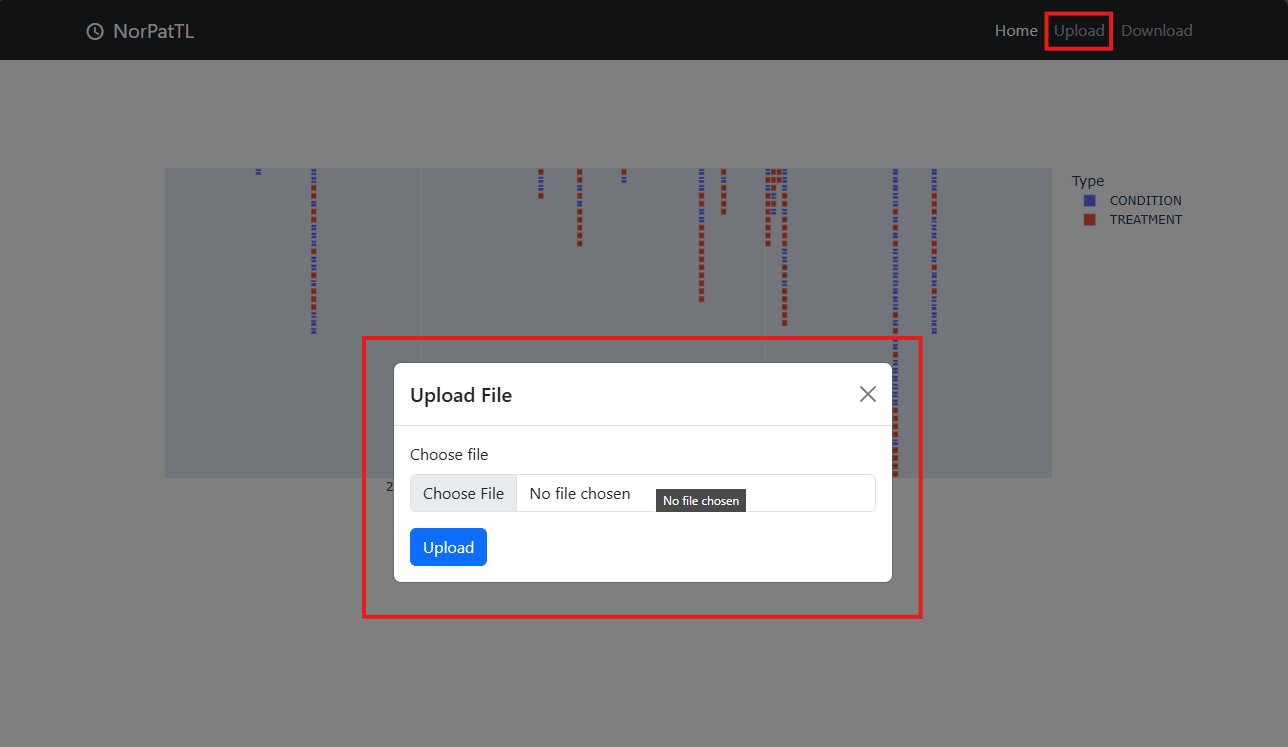 NorPatTL
Home Upload Download
Type
CONDITION
TREATMENT
Upload File
Choose file
Choose File No file chosen
No file chosen
2
Upload